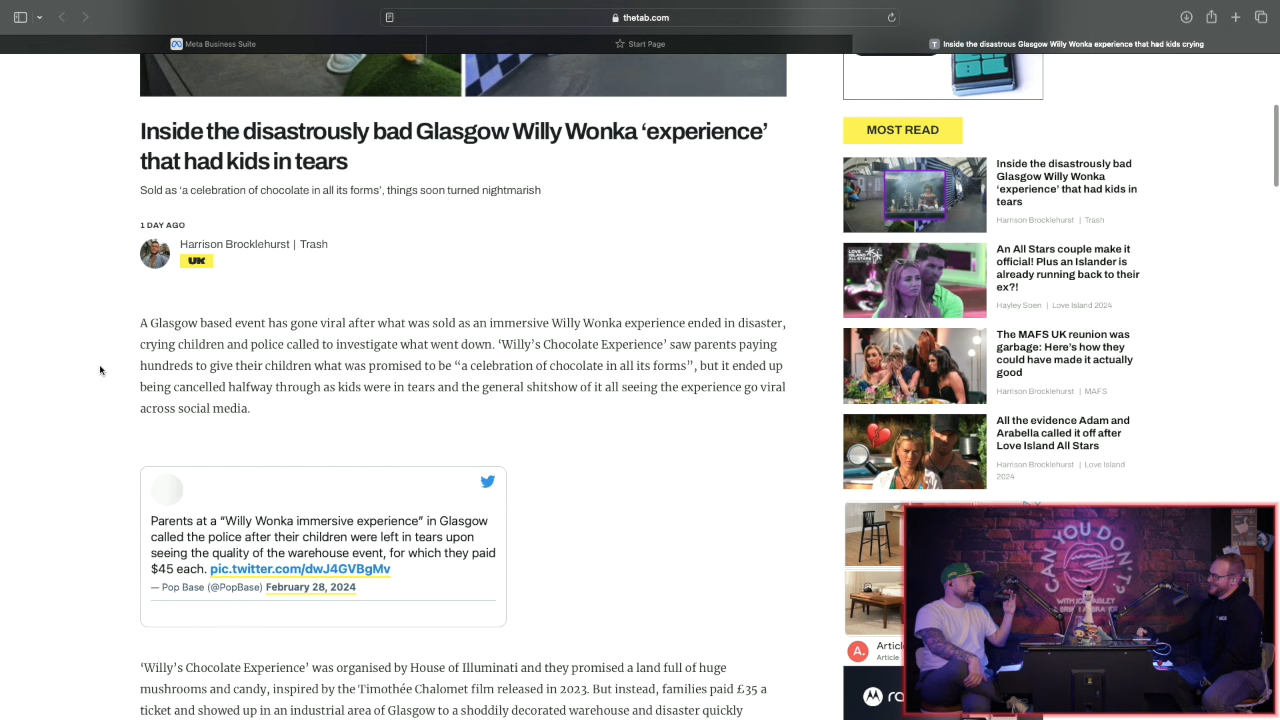 thetab.com
Meta Business Suite
Start Page
T Inside the disastrous Glasgow Willy Wonka experience that had kids crying
Inside the disastrously bad Glasgow Willy Wonka ‘experience’
that had kids in tears
Sold as ‘a celebration of chocolate in all its forms’, things soon turned nightmarish
1 DAY AGO
Harrison Brocklehurst | Trash
UK
A Glasgow based event has gone viral after what was sold as an immersive Willy Wonka experience ended in disaster,
crying children and police called to investigate what went down. ‘Willy’s Chocolate Experience’ saw parents paying
hundreds to give their children what was promised to be “a celebration of chocolate in all its forms”, but it ended up
being cancelled halfway through as kids were in tears and the general shitshow of it all seeing the experience go viral
across social media.
Parents at a “Willy Wonka immersive experience” in Glasgow
called the police after their children were left in tears upon
seeing the quality of the warehouse event, for which they paid
$45 each. pic.twitter.com/dwJ4GVBgMv
— Pop Base (@PopBase) February 28, 2024
‘Willy’s Chocolate Experience’ was organised by House of Illuminati and they promised a land full of huge
mushrooms and candy, inspired by the Timothée Chalomet film released in 2023. But instead, families paid £35 a
ticket and showed up in an industrial area of Glasgow to a shoddily decorated warehouse and disaster quickly
MOST READ
Inside the disastrously bad
Glasgow Willy Wonka
‘experience’ that had kids in
tears
Harrison Brocklehurst | Trash
LOVE
ISLAND
ALL STARS
An All Stars couple make it
official! Plus an Islander is
already running back to their
ex?!
Hayley Soen | Love Island 2024
The MAFS UK reunion was
garbage: Here’s how they
could have made it actually
good
Harrison Brocklehurst | MAFS
All the evidence Adam and
Arabella called it off after
Love Island All Stars
Harrison Brocklehurst | Love Island
2024
A.
Article
CAN YOU DON'T?